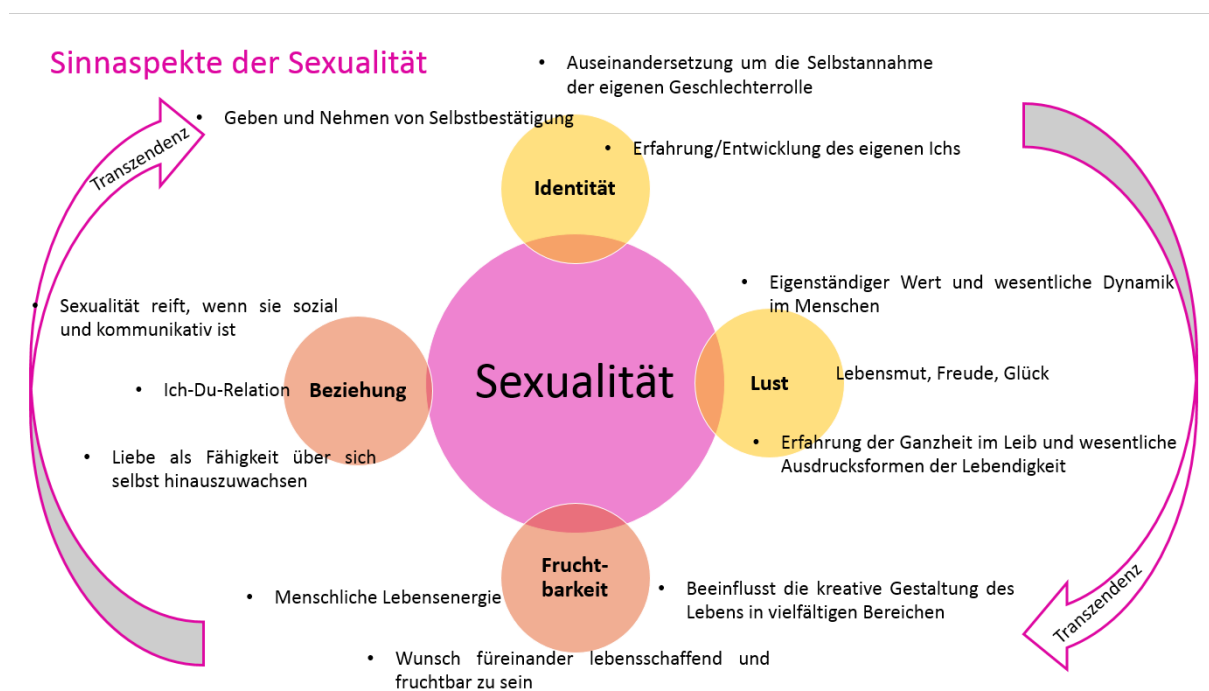 Sinnaspekte der Sexualität
• Auseinandersetzung um die Selbstannahme
der eigenen Geschlechterrolle
• Geben und Nehmen von Selbstbestätigung
Transzendenz
• Erfahrung/Entwicklung des eigenen Ichs
Identität
• Eigenständiger Wert und wesentliche Dynamik
im Menschen
• Sexualität reift, wenn sie sozial
und kommunikativ ist
Sexualität
Lust
Lebensmut, Freude, Glück
• Ich-Du-Relation
Beziehung
• Erfahrung der Ganzheit im Leib und wesentliche
Ausdrucksformen der Lebendigkeit
• Liebe als Fähigkeit über sich
selbst hinauszuwachsen
Frucht-
barkeit
• Menschliche Lebensenergie
• Beeinflusst die kreative Gestaltung des
Lebens in vielfältigen Bereichen
Transzendenz
• Wunsch füreinander lebensschaffend und
fruchtbar zu sein